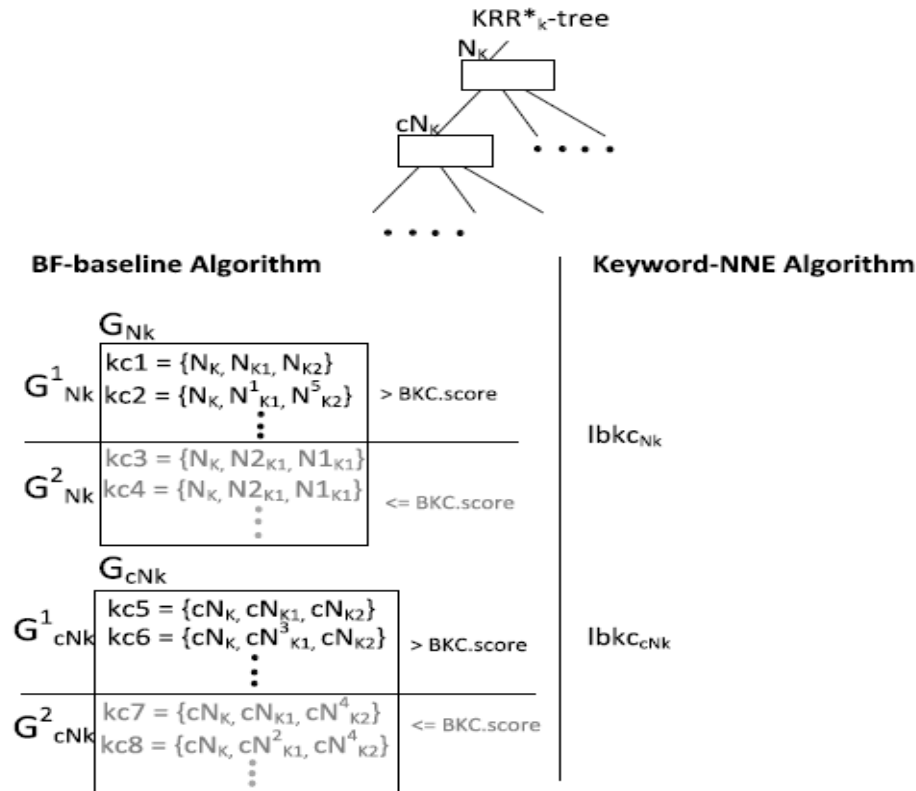 KRR*k-tree
NK
cNK
BF-baseline Algorithm
Keyword-NNE Algorithm
GNk
G1Nk
kc1 = {NK, NK1, NK2}
kc2 = {NK, N1K1, N5K2}
> BKC.score
lbkcNk
G2Nk
kc3 = {NK, N2K1, N1K1}
kc4 = {NK, N2K1, N1K1}
<= BKC.score
GcNk
G1cNk
kc5 = {cNK, cNK1, cNK2}
kc6 = {cNK, cN3K1, cNK2}
> BKC.score
lbkccNk
G2cNk
kc7 = {cNK, cNK1, cN4K2}
kc8 = {cNK, cN2K1, cN4K2}
<= BKC.score